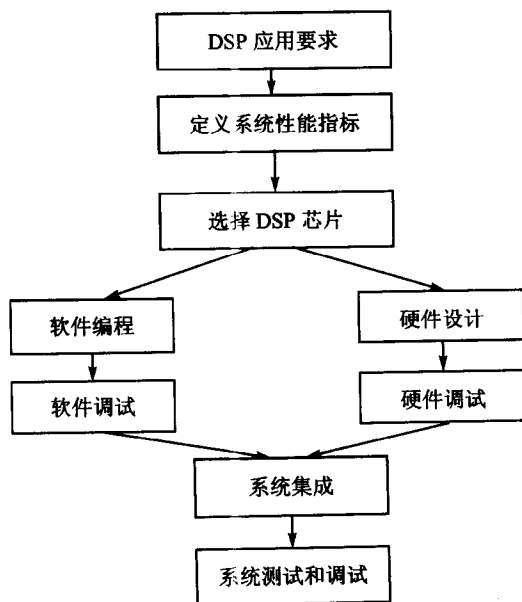 DSP 应用要求
定义系统性能指标
选择 DSP 芯片
软件编程
硬件设计
软件调试
硬件调试
系统集成
系统测试和调试